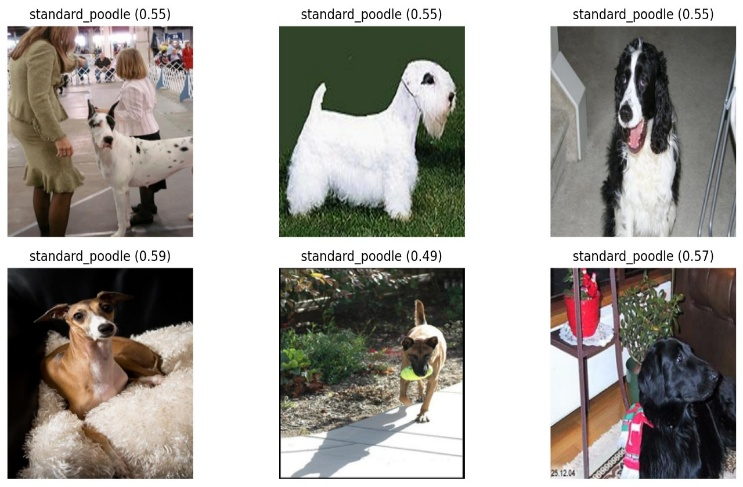 standard_poodle (0.55)
standard_poodle (0.55)
standard_poodle (0.55)
standard_poodle (0.59)
standard_poodle (0.49)
standard_poodle (0.57)
25.12.04